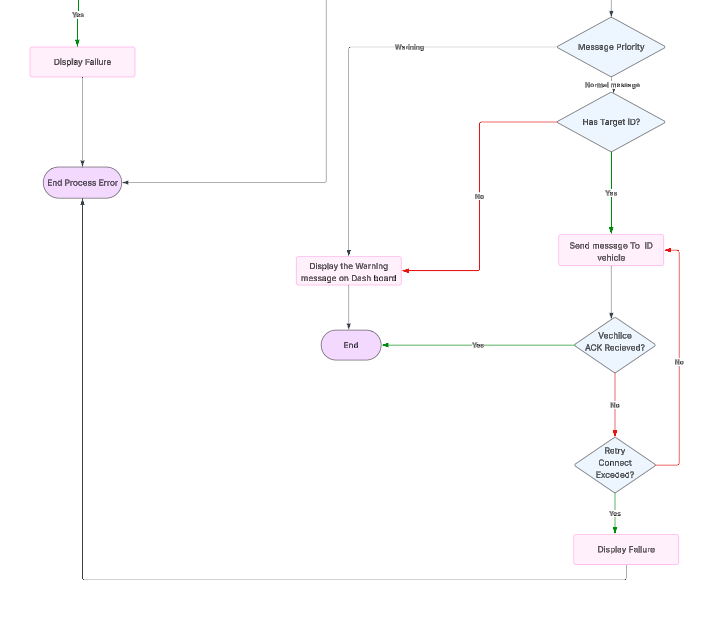 Yes
Display Failure
End Process Error
Message Priority
Warining
Normal message
Has Target ID?
No
Yes
Send message To  ID
vehicle
Display the Warning
message on Dash board
End
Yes
Vechilce
ACK Recieved?
No
No
Retry
Connect
Exceded?
Yes
Display Failure